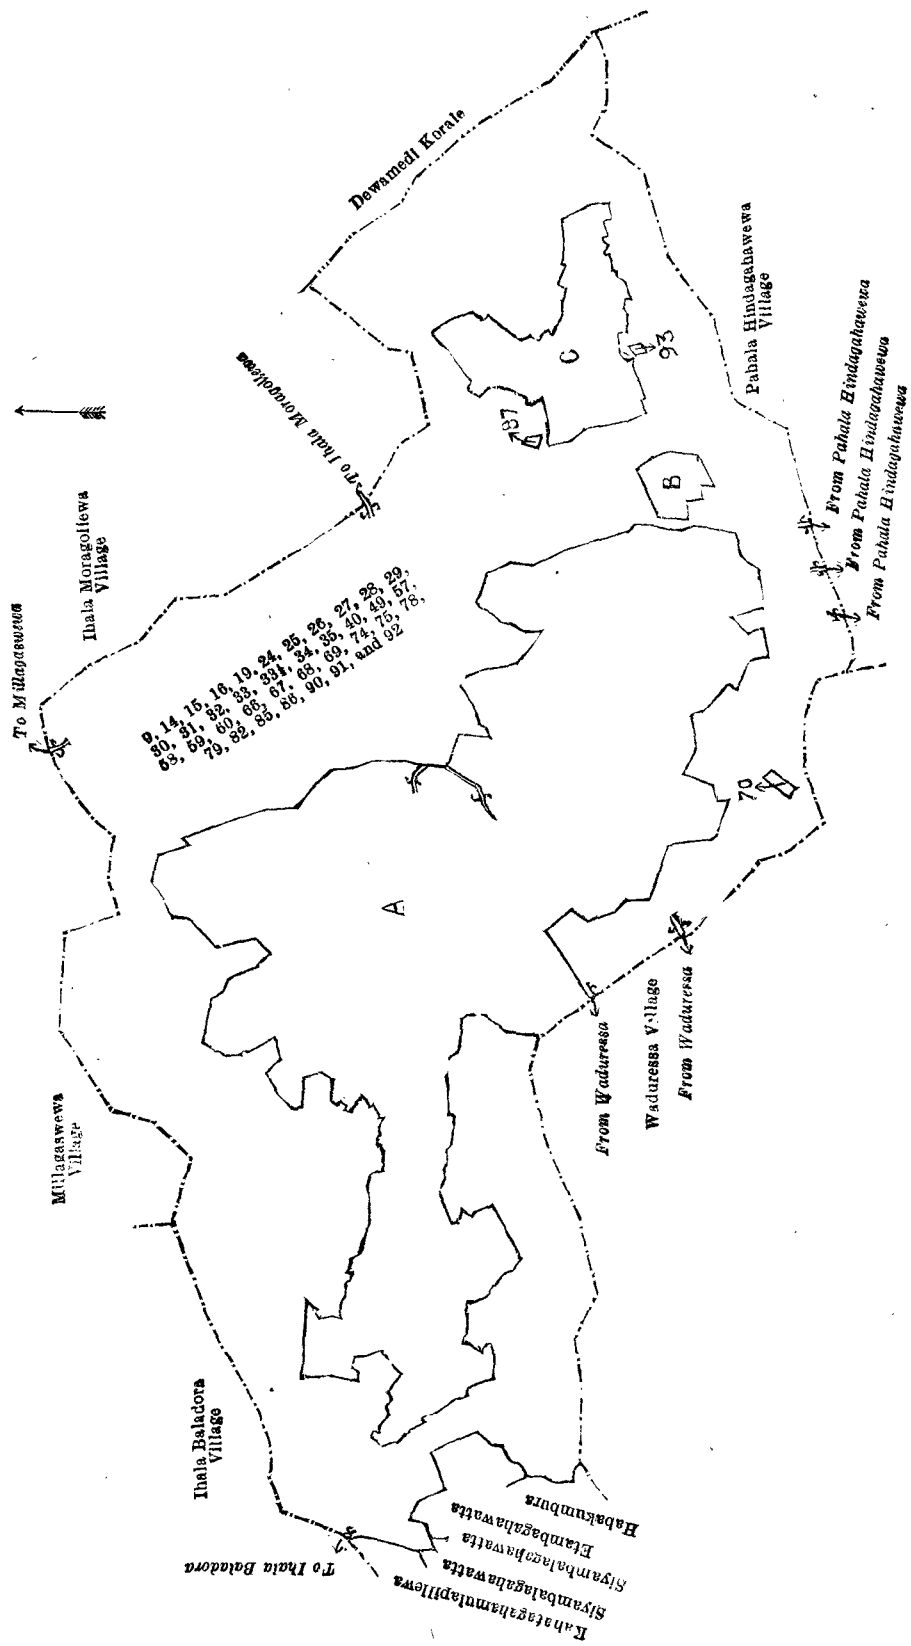 Dewamedi Korale
To Ihala Moragollewa
Ihala Moragollewa
Village
To Millagaswewa
9, 14, 15, 16, 19, 24, 25, 26, 27, 28, 29,
30, 31, 32, 33, 33½, 34, 35, 40, 49, 57,
58, 59, 60, 66, 67, 68, 69, 74, 75, 78,
79, 82, 85, 86, 90, 91, and 92
Millagaswewa
Village
Ihala Baladora
Village
To Ihala Baladora
Kahatagahamulapillewa
Siyambalagahawatta
Siyambalagahawatta
Etambagahawatta
Habakumbura
A
B
C
87
93
70
Pahala Hindagahawewa
Village
From Pahala Hindagahawewa
From Pahala Hindagahawewa
From Pahala Hindagahawewa
From Waduressa
Waduressa Village
From Waduressa